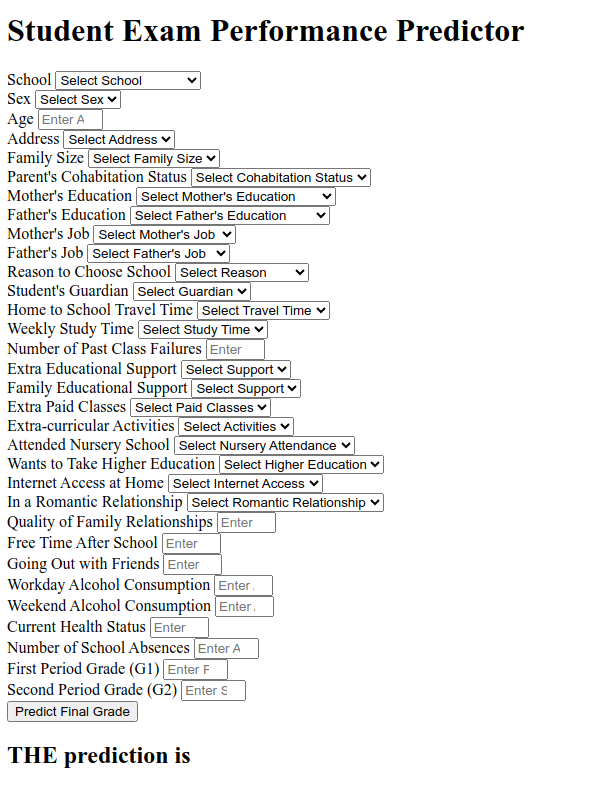 Student Exam Performance Predictor
School Select School
Sex Select Sex
Age Enter A
Address Select Address
Family Size Select Family Size
Parent's Cohabitation Status Select Cohabitation Status
Mother's Education Select Mother's Education
Father's Education Select Father's Education
Mother's Job Select Mother's Job
Father's Job Select Father's Job
Reason to Choose School Select Reason
Student's Guardian Select Guardian
Home to School Travel Time Select Travel Time
Weekly Study Time Select Study Time
Number of Past Class Failures Enter
Extra Educational Support Select Support
Family Educational Support Select Support
Extra Paid Classes Select Paid Classes
Extra-curricular Activities Select Activities
Attended Nursery School Select Nursery Attendance
Wants to Take Higher Education Select Higher Education
Internet Access at Home Select Internet Access
In a Romantic Relationship Select Romantic Relationship
Quality of Family Relationships Enter
Free Time After School Enter
Going Out with Friends Enter
Workday Alcohol Consumption Enter
Weekend Alcohol Consumption Enter
Current Health Status Enter
Number of School Absences Enter A
First Period Grade (G1) Enter F
Second Period Grade (G2) Enter S
Predict Final Grade
THE prediction is